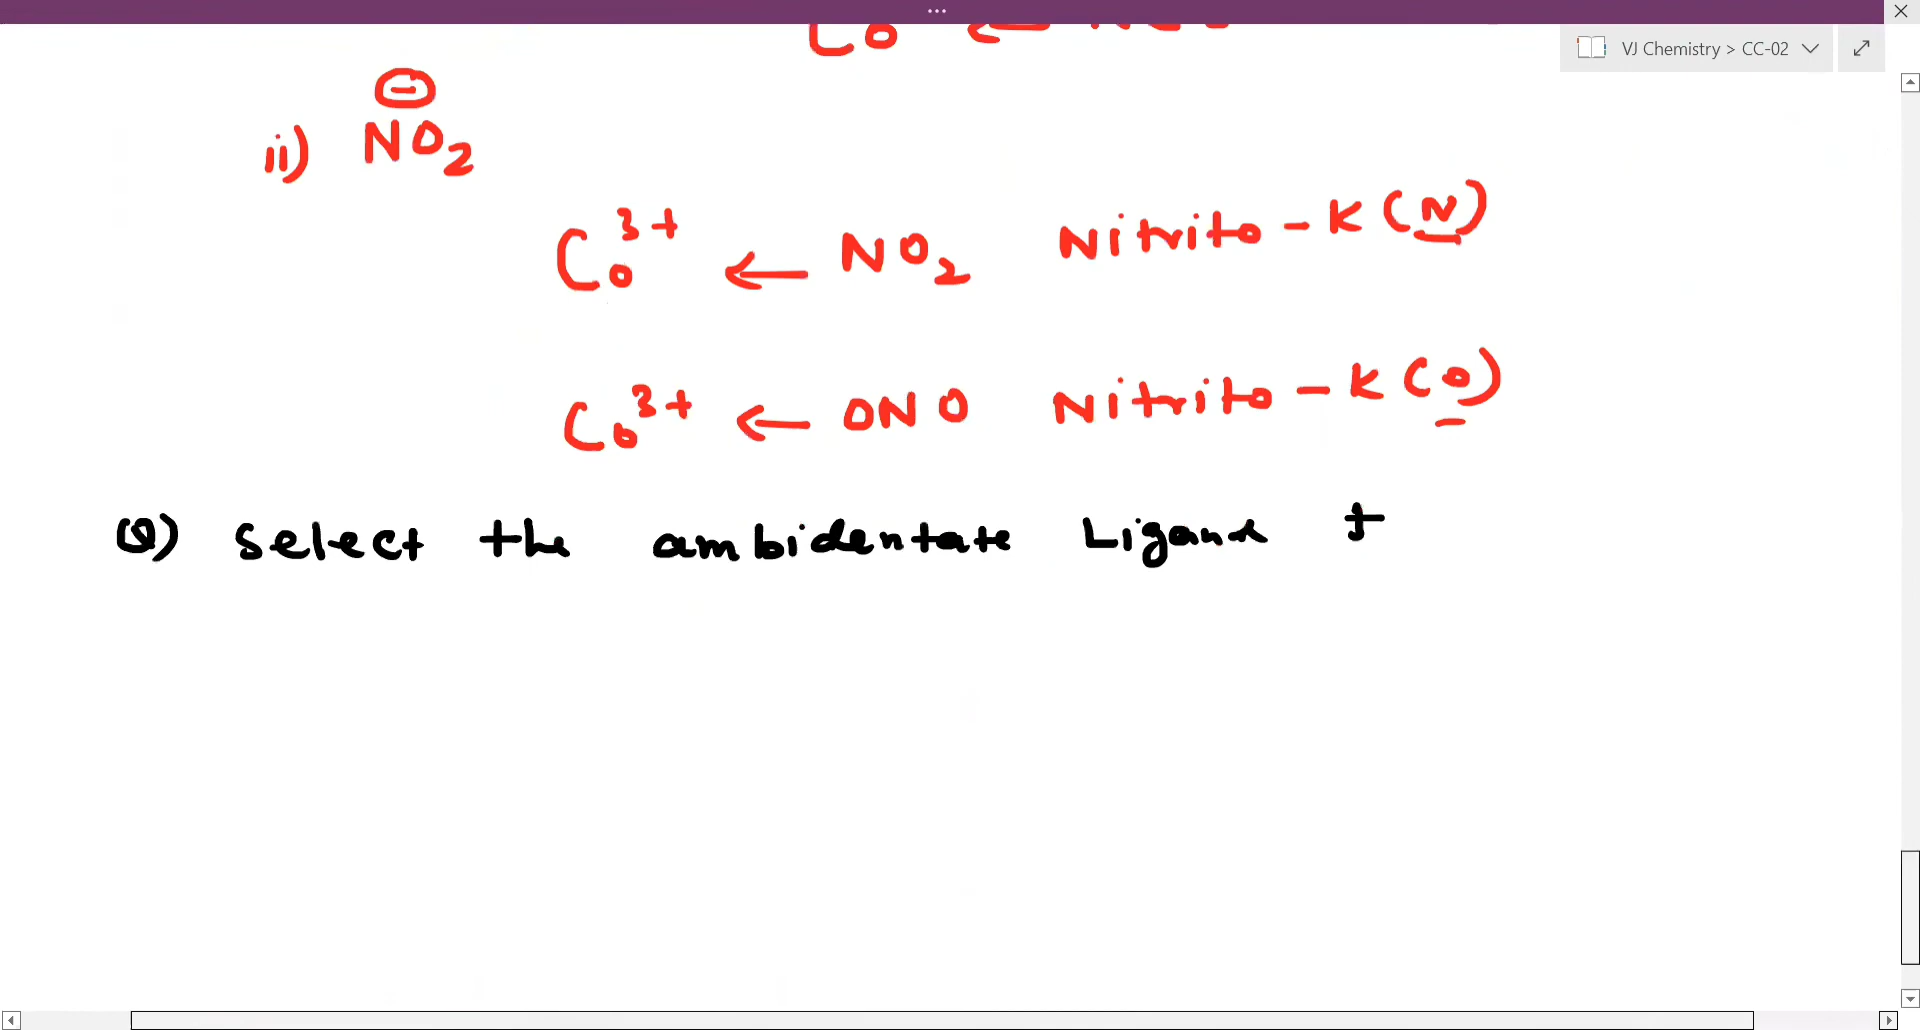 VJ Chemistry > CC-02
ii) NO₂ ⊖
Co³⁺ ← NO₂ Nitrito - K (N)
Co³⁺ ← ONO Nitrito - K (O)
Q) select the ambidentate Ligand